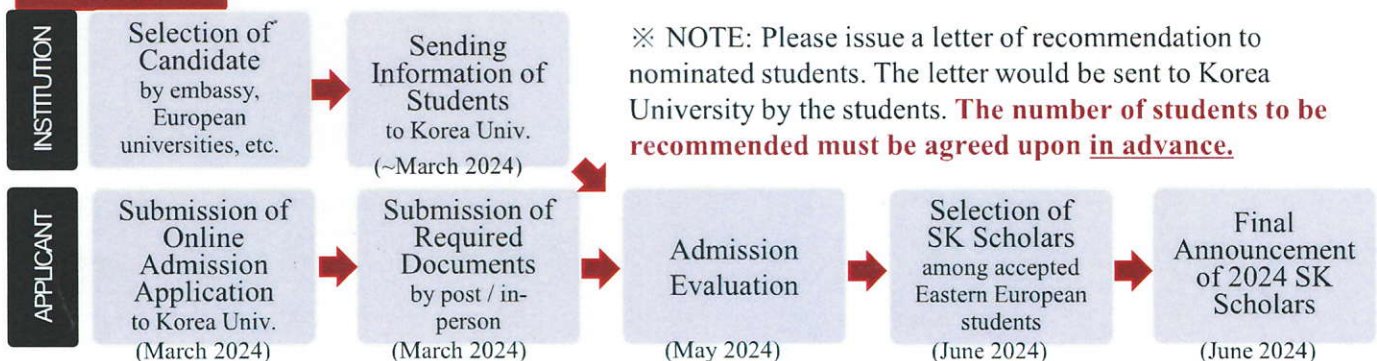 INSTITUTION
Selection of
Candidate
by embassy,
European
universities, etc.
Sending
Information of
Students
to Korea Univ.
(~March 2024)
※ NOTE: Please issue a letter of recommendation to
nominated students. The letter would be sent to Korea
University by the students. The number of students to be
recommended must be agreed upon in advance.
APPLICANT
Submission of
Online
Admission
Application
to Korea Univ.
(March 2024)
Submission of
Required
Documents
by post / in-
person
(March 2024)
Admission
Evaluation
(May 2024)
Selection of
SK Scholars
among accepted
Eastern European
students
(June 2024)
Final
Announcement
of 2024 SK
Scholars
(June 2024)